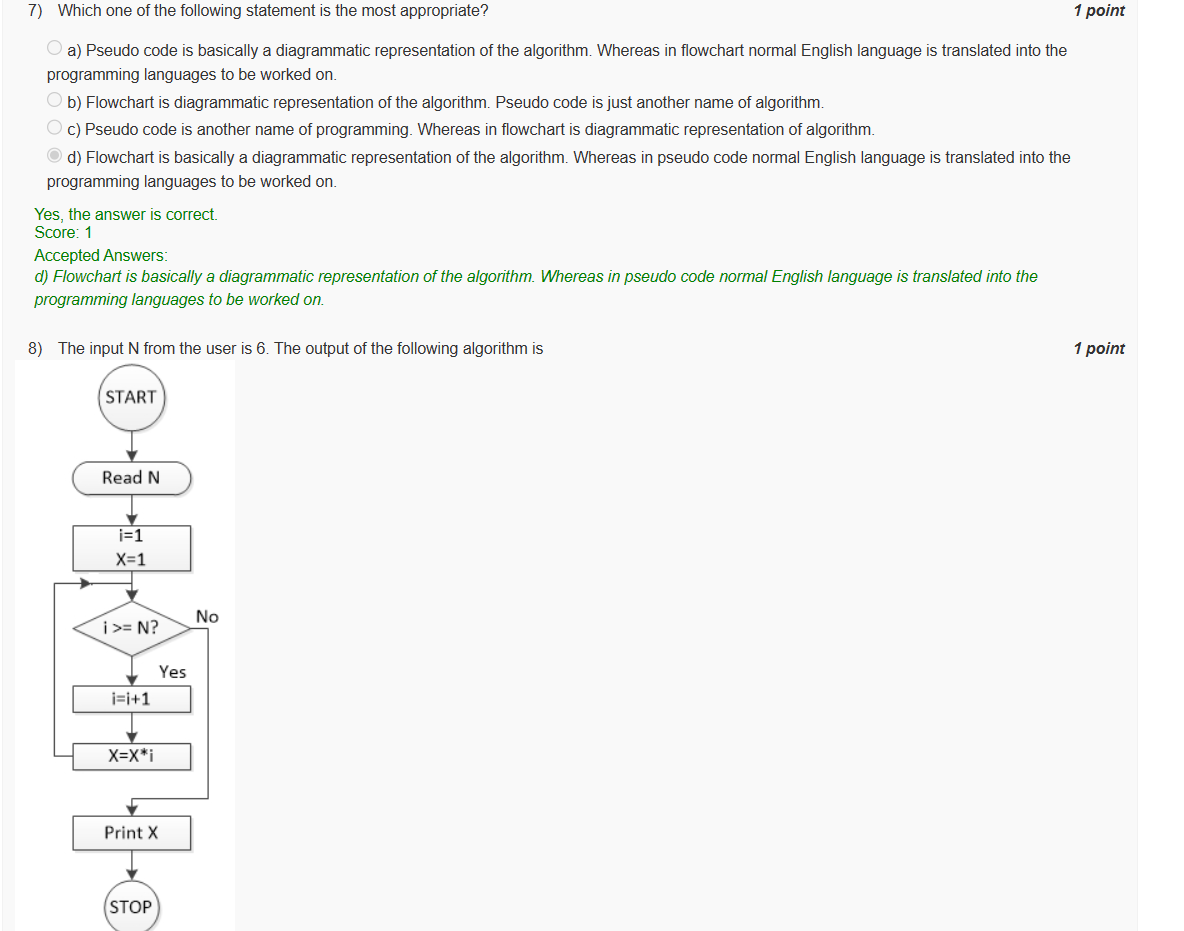 7) Which one of the following statement is the most appropriate?
1 point
a) Pseudo code is basically a diagrammatic representation of the algorithm. Whereas in flowchart normal English language is translated into the
programming languages to be worked on.
b) Flowchart is diagrammatic representation of the algorithm. Pseudo code is just another name of algorithm.
c) Pseudo code is another name of programming. Whereas in flowchart is diagrammatic representation of algorithm.
d) Flowchart is basically a diagrammatic representation of the algorithm. Whereas in pseudo code normal English language is translated into the
programming languages to be worked on.
Yes, the answer is correct.
Score: 1
Accepted Answers:
d) Flowchart is basically a diagrammatic representation of the algorithm. Whereas in pseudo code normal English language is translated into the
programming languages to be worked on.
8) The input N from the user is 6. The output of the following algorithm is
1 point
START
Read N
i=1
X=1
i >= N?
No
Yes
i=i+1
X=X*i
Print X
STOP